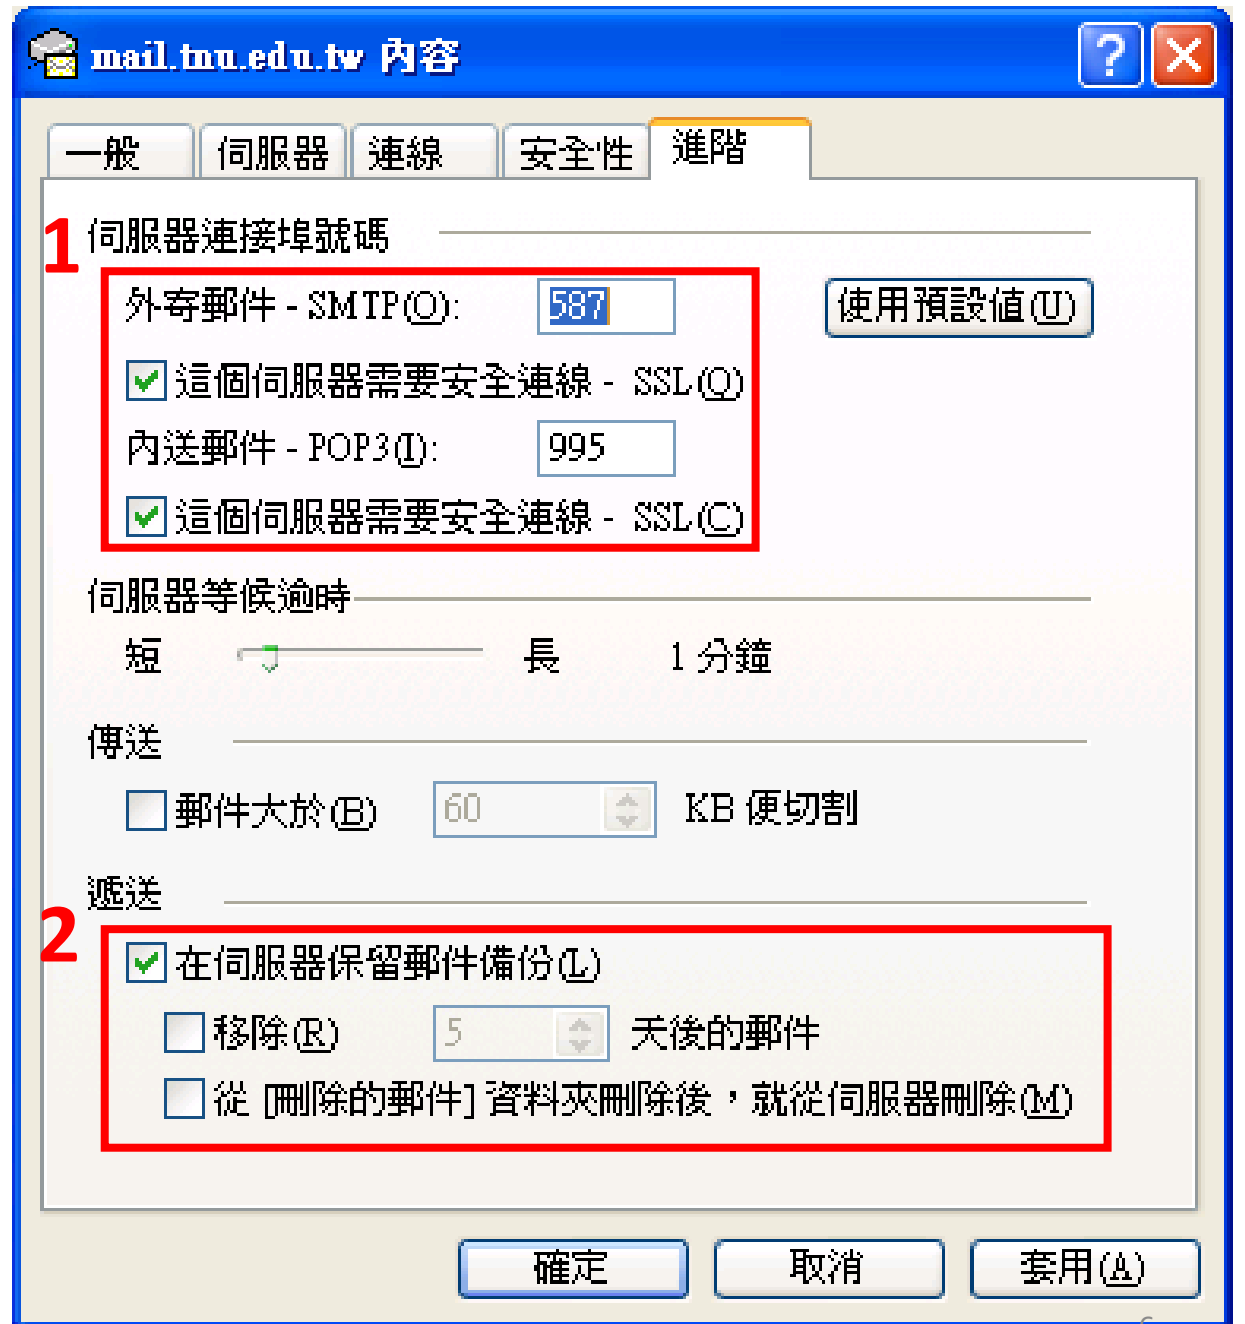 mail.tnu.edu.tw 內容
一般 伺服器 連線 安全性 進階
1 伺服器連接埠號碼
外寄郵件 - SMTP(O): 587 使用預設值(U)
這個伺服器需要安全連線 - SSL(Q)
內送郵件 - POP3(I): 995
這個伺服器需要安全連線 - SSL(C)
伺服器等候逾時
短 長 1 分鐘
傳送
郵件大於(B) 60 KB 便切割
遞送
2
在伺服器保留郵件備份(L)
移除(R) 5 天後的郵件
從 [刪除的郵件] 資料夾刪除後，就從伺服器刪除(M)
確定 取消 套用(A)